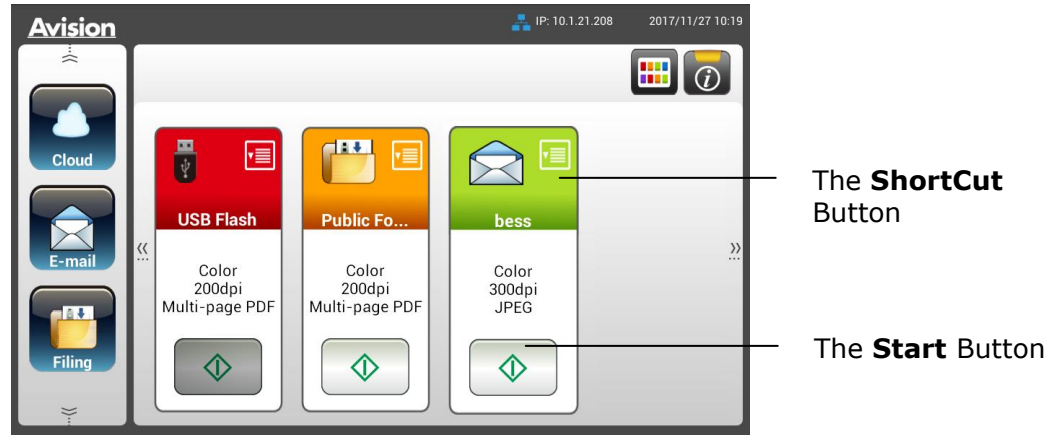 Avision
IP: 10.1.21.208
2017/11/27 10:19
Cloud
E-mail
Filing
USB Flash
Color
200dpi
Multi-page PDF
Public Fo...
Color
200dpi
Multi-page PDF
bess
Color
300dpi
JPEG
The ShortCut
Button
The Start Button